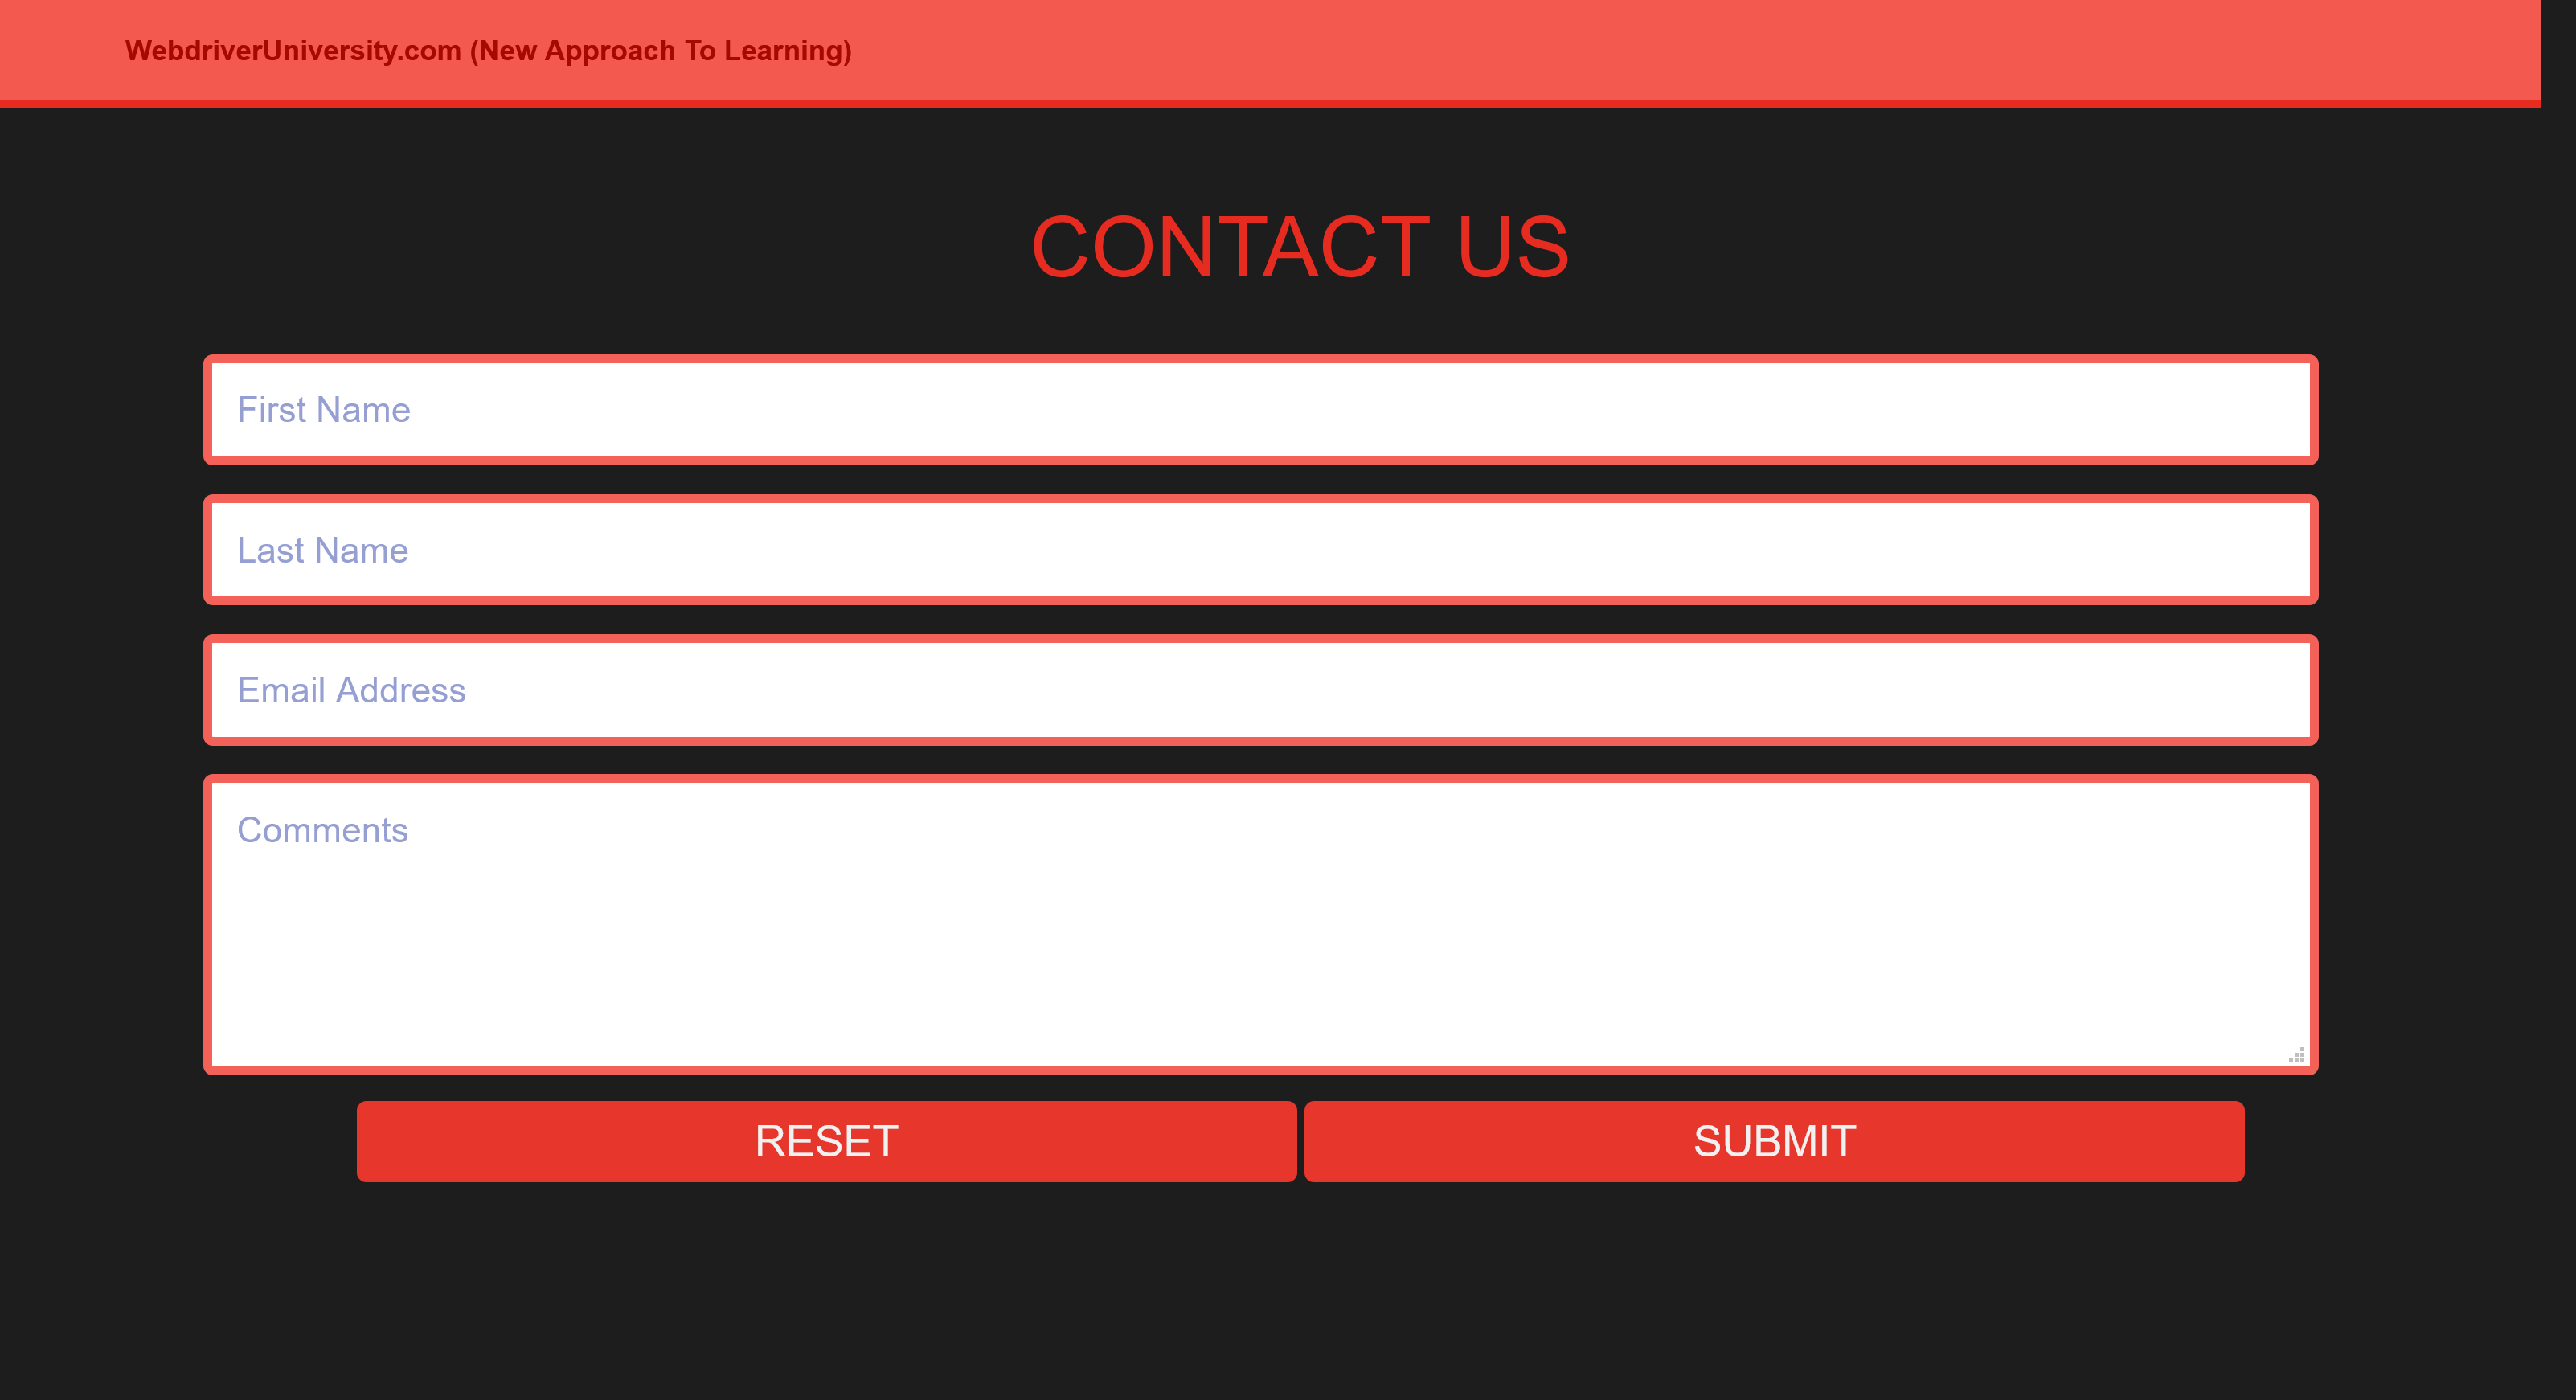 WebdriverUniversity.com (New Approach To Learning)
CONTACT US
First Name
Last Name
Email Address
Comments
RESET SUBMIT